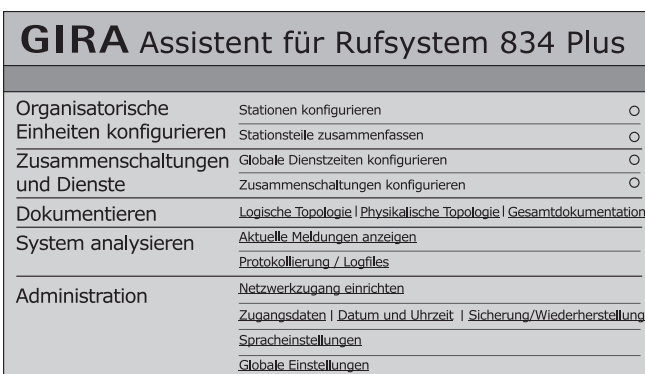 GIRA Assistent für Rufsystem 834 Plus
Organisatorische
Einheiten konfigurieren
Stationen konfigurieren
Stationsteile zusammenfassen
Zusammenschaltungen
und Dienste
Globale Dienstzeiten konfigurieren
Zusammenschaltungen konfigurieren
Dokumentieren
Logische Topologie | Physikalische Topologie | Gesamtdokumentation
System analysieren
Aktuelle Meldungen anzeigen
Protokollierung / Logfiles
Administration
Netzwerkzugang einrichten
Zugangsdaten | Datum und Uhrzeit | Sicherung/Wiederherstellung
Spracheinstellungen
Globale Einstellungen